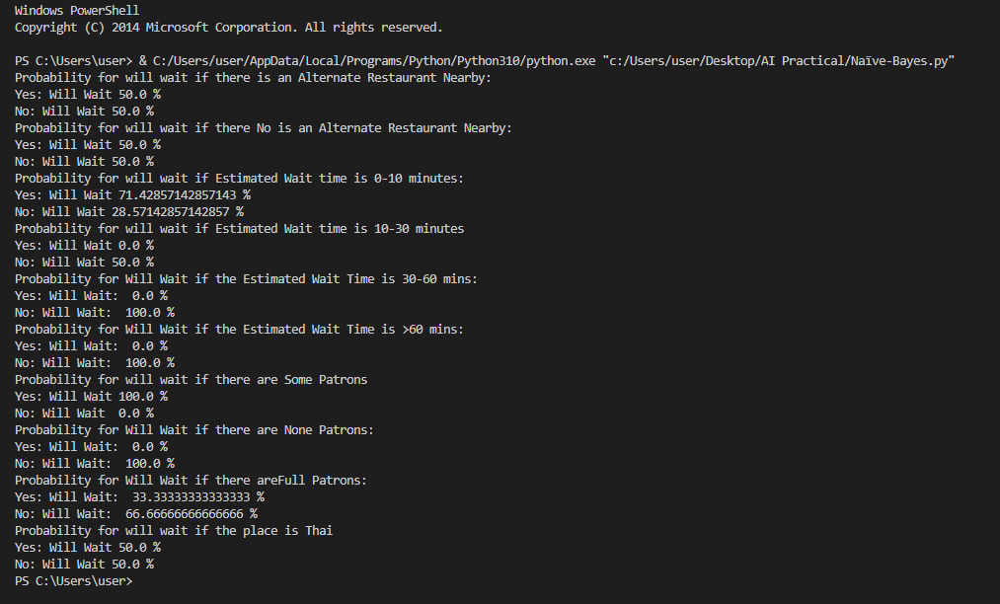 Windows PowerShell
Copyright (C) 2014 Microsoft Corporation. All rights reserved.
PS C:\Users\user> & C:/Users/user/AppData/Local/Programs/Python/Python310/python.exe "c:/Users/user/Desktop/AI Practical/Naïve-Bayes.py"
Probability for will wait if there is an Alternate Restaurant Nearby:
Yes: Will Wait 50.0 %
No: Will Wait 50.0 %
Probability for will wait if there No is an Alternate Restaurant Nearby:
Yes: Will Wait 50.0 %
No: Will Wait 50.0 %
Probability for will wait if Estimated Wait time is 0-10 minutes:
Yes: Will Wait 71.42857142857143 %
No: Will Wait 28.57142857142857 %
Probability for will wait if Estimated Wait time is 10-30 minutes
Yes: Will Wait 0.0 %
No: Will Wait 50.0 %
Probability for Will Wait if the Estimated Wait Time is 30-60 mins:
Yes: Will Wait:  0.0 %
No: Will Wait:  100.0 %
Probability for Will Wait if the Estimated Wait Time is >60 mins:
Yes: Will Wait:  0.0 %
No: Will Wait:  100.0 %
Probability for will wait if there are Some Patrons
Yes: Will Wait 100.0 %
No: Will Wait  0.0 %
Probability for Will Wait if there are None Patrons:
Yes: Will Wait:  0.0 %
No: Will Wait:  100.0 %
Probability for Will Wait if there areFull Patrons:
Yes: Will Wait:  33.33333333333333 %
No: Will Wait:  66.66666666666666 %
Probability for will wait if the place is Thai
Yes: Will Wait 50.0 %
No: Will Wait 50.0 %
PS C:\Users\user>